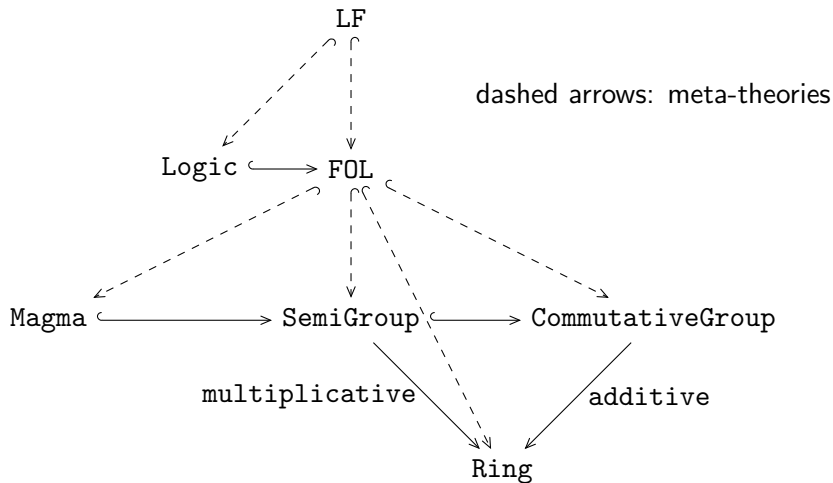 LF
dashed arrows: meta-theories
Logic FOL
Magma SemiGroup CommutativeGroup
multiplicative additive
Ring